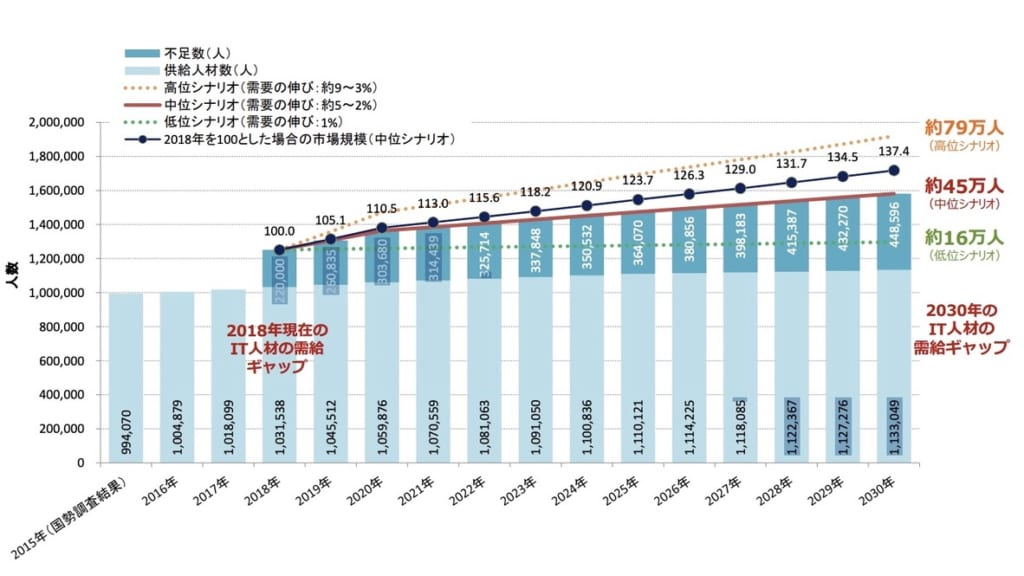 不足数（人）
供給人材数（人）
高位シナリオ（需要の伸び：約9～3%）
中位シナリオ（需要の伸び：約5～2%）
低位シナリオ（需要の伸び：1%）
2018年を100とした場合の市場規模（中位シナリオ）
人数
2,000,000
1,800,000
1,600,000
1,400,000
1,200,000
1,000,000
800,000
600,000
400,000
200,000
0
100.0
105.1
110.5
113.0
115.6
118.2
120.9
123.7
126.3
129.0
131.7
134.5
137.4
約79万人
（高位シナリオ）
約45万人
（中位シナリオ）
約16万人
（低位シナリオ）
220,000
260,835
303,680
314,439
325,714
337,848
350,532
364,070
380,856
398,183
415,387
432,270
448,596
2018年現在の
IT人材の需給
ギャップ
2030年の
IT人材の
需給ギャップ
994,070
1,004,879
1,018,099
1,031,538
1,045,512
1,059,876
1,070,559
1,081,063
1,091,050
1,100,836
1,110,121
1,114,225
1,118,085
1,122,367
1,127,276
1,133,049
2015年（国勢調査結果）
2016年
2017年
2018年
2019年
2020年
2021年
2022年
2023年
2024年
2025年
2026年
2027年
2028年
2029年
2030年